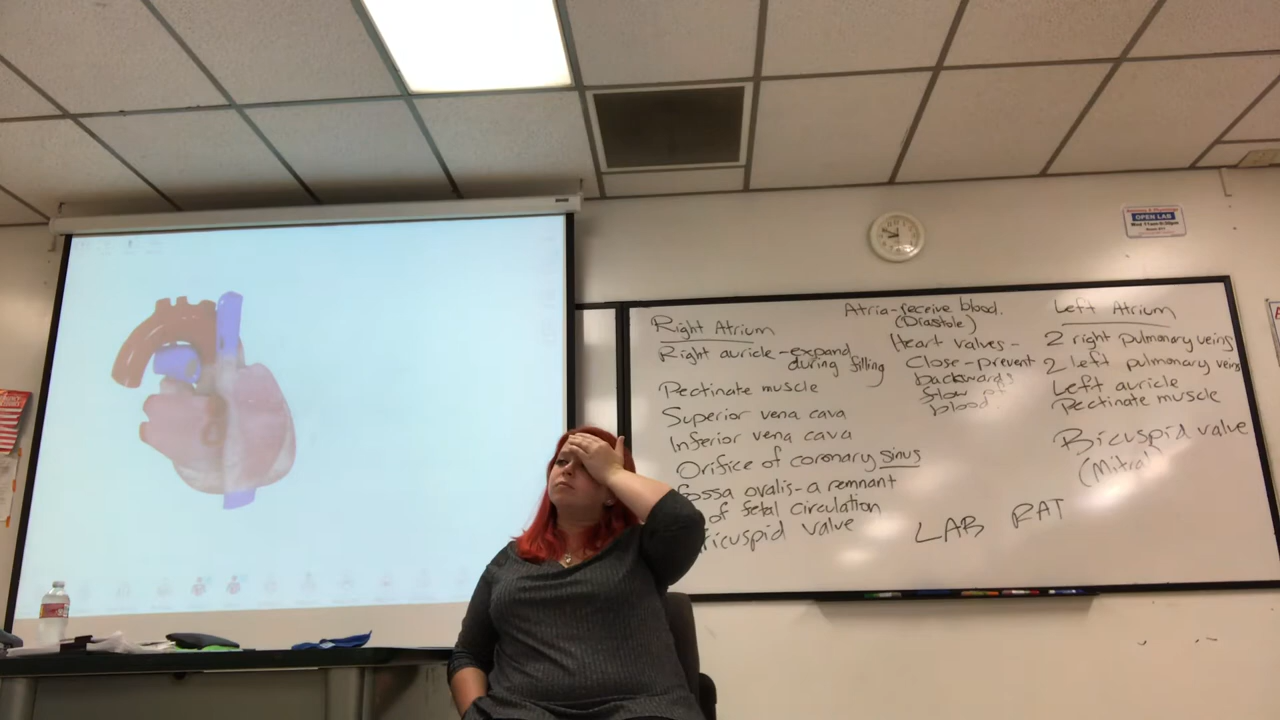 Right Atrium
Right auricle - expand
during filling
Pectinate muscle
Superior vena cava
Inferior vena cava
Orifice of coronary sinus
fossa ovalis - a remnant
of fetal circulation
ricuspid valve
Atria - receive blood.
(Diastole)
Heart valves -
Close - prevent
backwards
flow of
blood.
Left Atrium
2 right pulmonary veins
2 left pulmonary veins
Left auricle
Pectinate muscle
Bicuspid valve
(Mitral)
LAB RAT
OPEN LAB